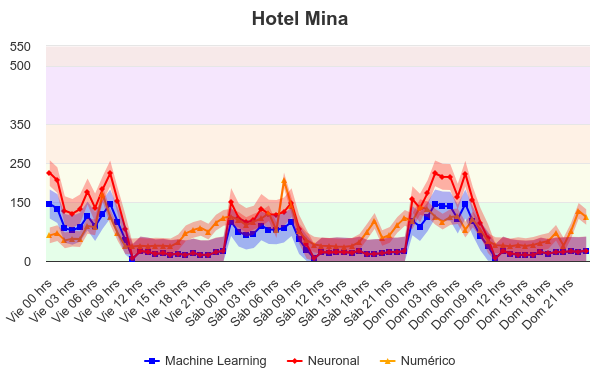 Hotel Mina
550
500
350
250
150
0
Vie 00 hrs
Vie 03 hrs
Vie 06 hrs
Vie 09 hrs
Vie 12 hrs
Vie 15 hrs
Vie 18 hrs
Vie 21 hrs
Sáb 00 hrs
Sáb 03 hrs
Sáb 06 hrs
Sáb 09 hrs
Sáb 12 hrs
Sáb 15 hrs
Sáb 18 hrs
Sáb 21 hrs
Dom 00 hrs
Dom 03 hrs
Dom 06 hrs
Dom 09 hrs
Dom 12 hrs
Dom 15 hrs
Dom 18 hrs
Dom 21 hrs
Machine Learning Neuronal Numérico